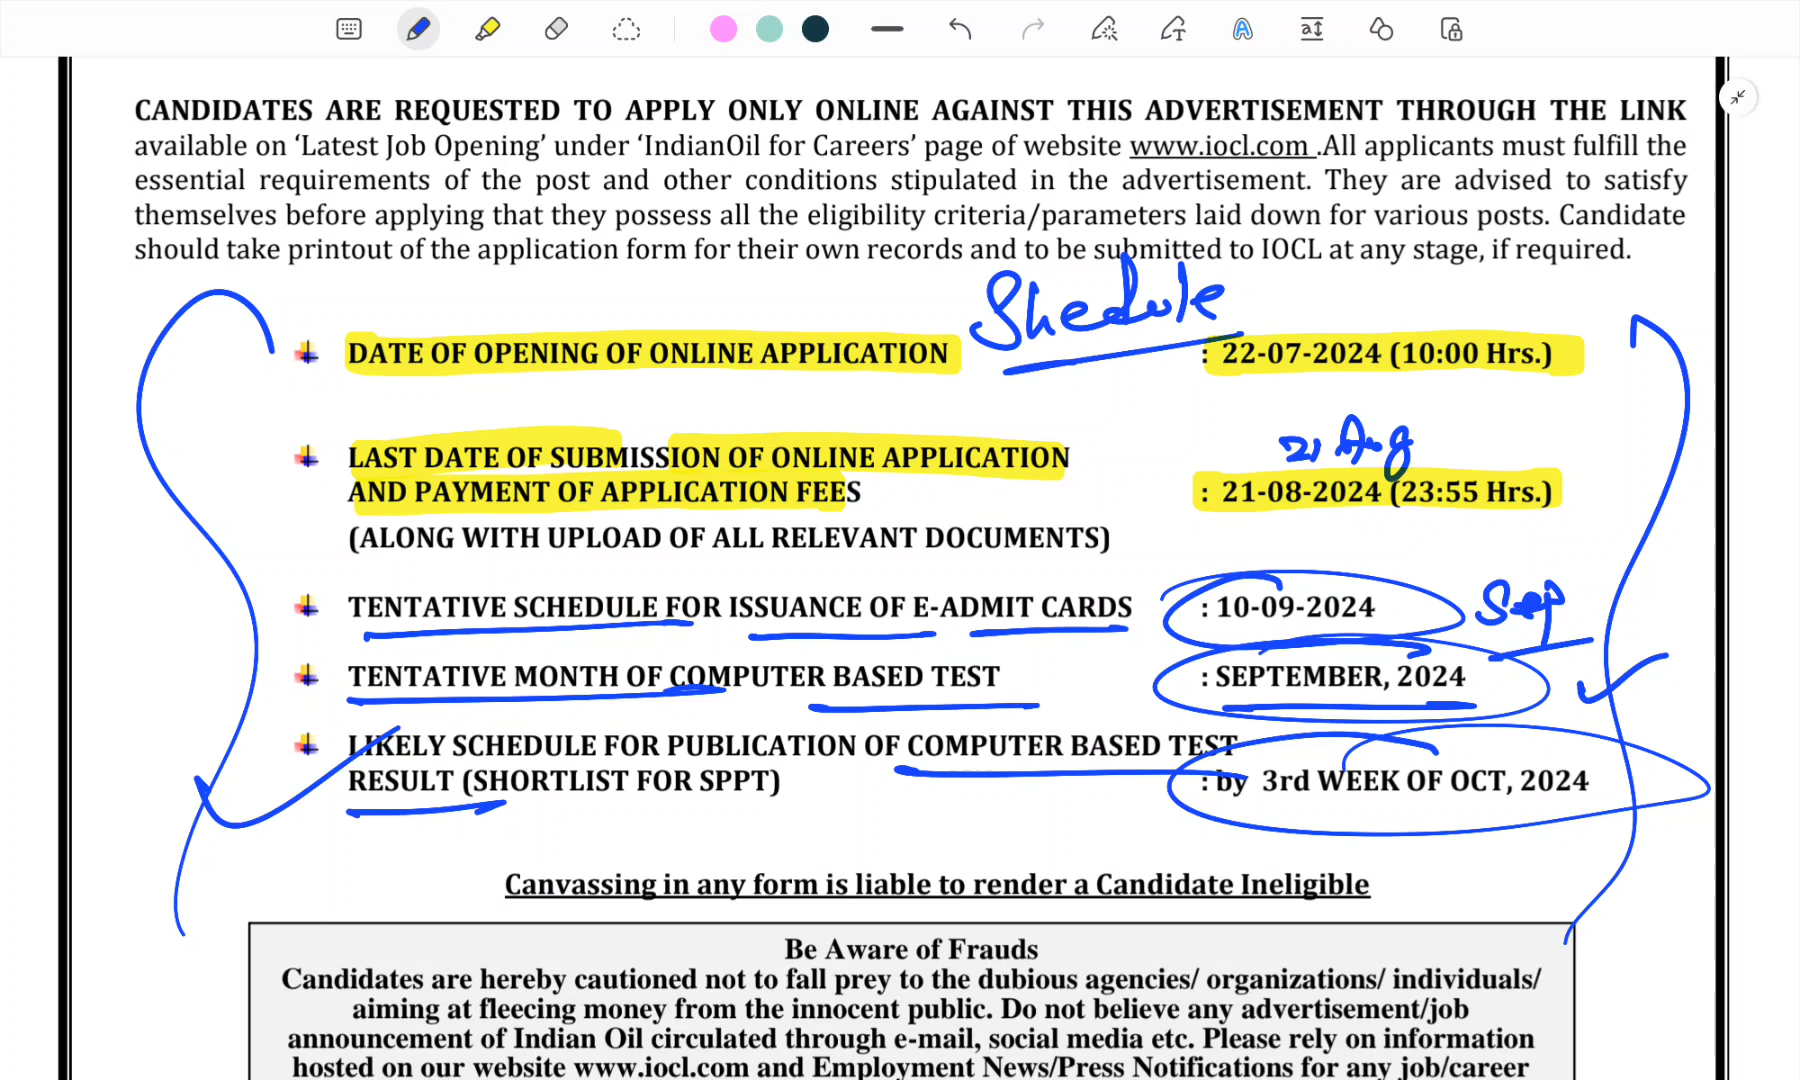 CANDIDATES ARE REQUESTED TO APPLY ONLY ONLINE AGAINST THIS ADVERTISEMENT THROUGH THE LINK
available on ‘Latest Job Opening’ under ‘IndianOil for Careers’ page of website www.iocl.com .All applicants must fulfill the
essential requirements of the post and other conditions stipulated in the advertisement. They are advised to satisfy
themselves before applying that they possess all the eligibility criteria/parameters laid down for various posts. Candidate
should take printout of the application form for their own records and to be submitted to IOCL at any stage, if required.
Shedule
DATE OF OPENING OF ONLINE APPLICATION : 22-07-2024 (10:00 Hrs.)
21 Aug
LAST DATE OF SUBMISSION OF ONLINE APPLICATION
AND PAYMENT OF APPLICATION FEES : 21-08-2024 (23:55 Hrs.)
(ALONG WITH UPLOAD OF ALL RELEVANT DOCUMENTS)
TENTATIVE SCHEDULE FOR ISSUANCE OF E-ADMIT CARDS : 10-09-2024 Sep
TENTATIVE MONTH OF COMPUTER BASED TEST : SEPTEMBER, 2024
LIKELY SCHEDULE FOR PUBLICATION OF COMPUTER BASED TEST
RESULT (SHORTLIST FOR SPPT) : by 3rd WEEK OF OCT, 2024
Canvassing in any form is liable to render a Candidate Ineligible
Be Aware of Frauds
Candidates are hereby cautioned not to fall prey to the dubious agencies/ organizations/ individuals/
aiming at fleecing money from the innocent public. Do not believe any advertisement/job
announcement of Indian Oil circulated through e-mail, social media etc. Please rely on information
hosted on our website www.iocl.com and Employment News/Press Notifications for any job/career